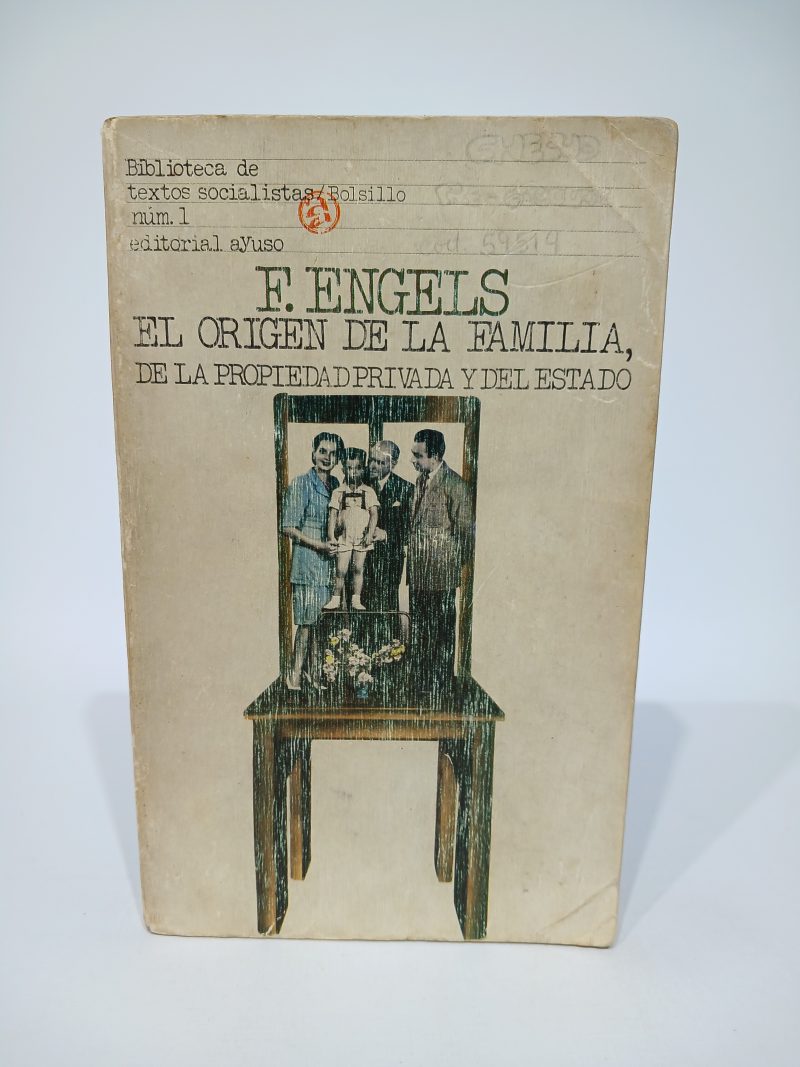 Biblioteca de
textos socialistas/Bolsillo
núm. 1
editorial ayuso
a
F. ENGELS
EL ORIGEN DE LA FAMILIA,
DE LA PROPIEDAD PRIVADA Y DEL ESTADO